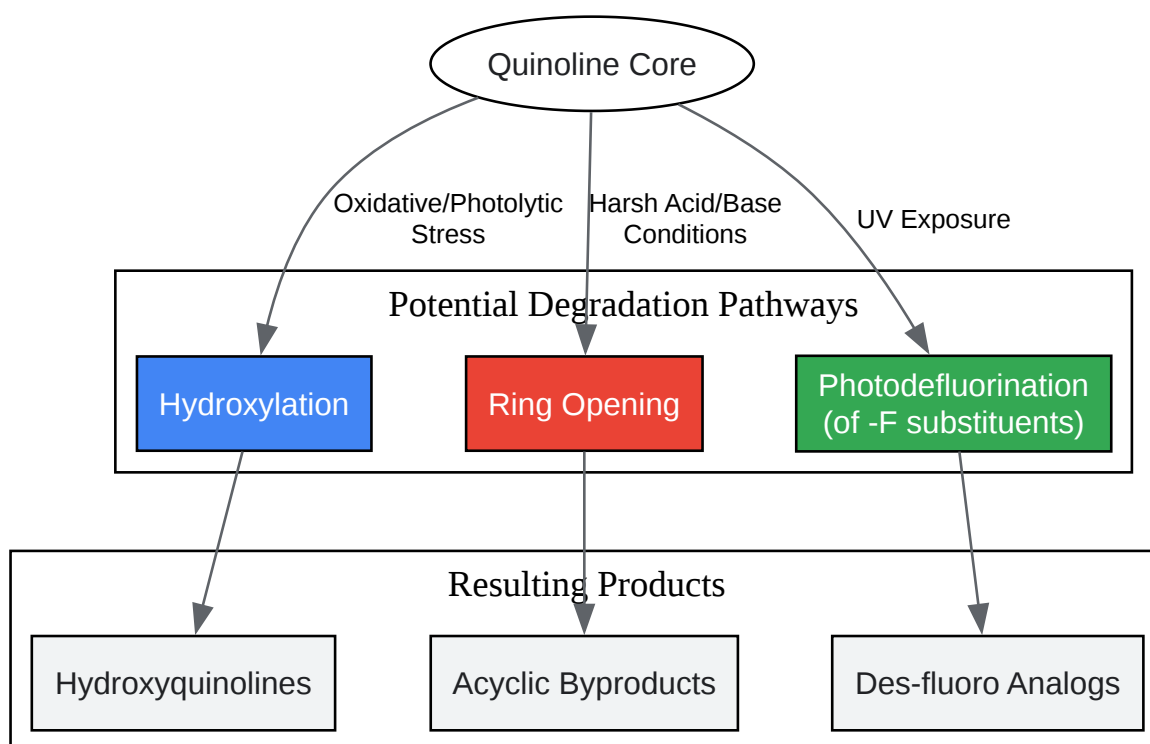 Quinoline Core
Oxidative/Photolytic
Stress
Harsh Acid/Base
Conditions
UV Exposure
Potential Degradation Pathways
Hydroxylation
Ring Opening
Photodefluorination
(of -F substituents)
Resulting Products
Hydroxyquinolines
Acyclic Byproducts
Des-fluoro Analogs